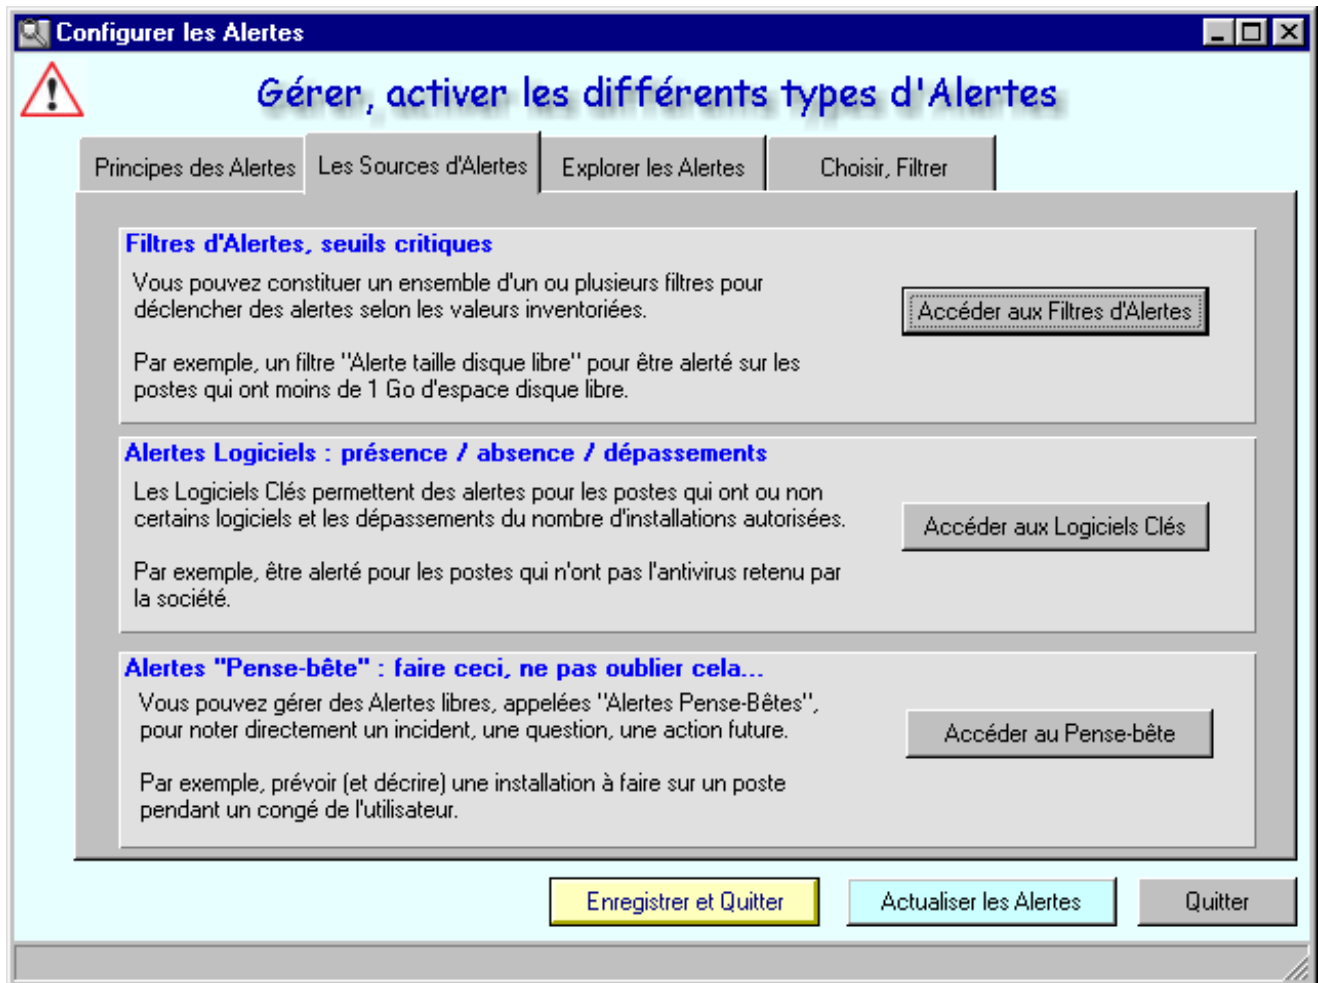 Configurer les Alertes
Gérer, activer les différents types d'Alertes
Principes des Alertes
Les Sources d'Alertes
Explorer les Alertes
Choisir, Filtrer
Filtres d'Alertes, seuils critiques
Vous pouvez constituer un ensemble d'un ou plusieurs filtres pour
déclencher des alertes selon les valeurs inventoriées.
Par exemple, un filtre "Alerte taille disque libre" pour être alerté sur les
postes qui ont moins de 1 Go d'espace disque libre.
Accéder aux Filtres d'Alertes
Alertes Logiciels : présence / absence / dépassements
Les Logiciels Clés permettent des alertes pour les postes qui ont ou non
certains logiciels et les dépassements du nombre d'installations autorisées.
Par exemple, être alerté pour les postes qui n'ont pas l'antivirus retenu par
la société.
Accéder aux Logiciels Clés
Alertes "Pense-bête" : faire ceci, ne pas oublier cela...
Vous pouvez gérer des Alertes libres, appelées "Alertes Pense-Bêtes",
pour noter directement un incident, une question, une action future.
Par exemple, prévoir (et décrire) une installation à faire sur un poste
pendant un congé de l'utilisateur.
Accéder au Pense-bête
Enregistrer et Quitter
Actualiser les Alertes
Quitter